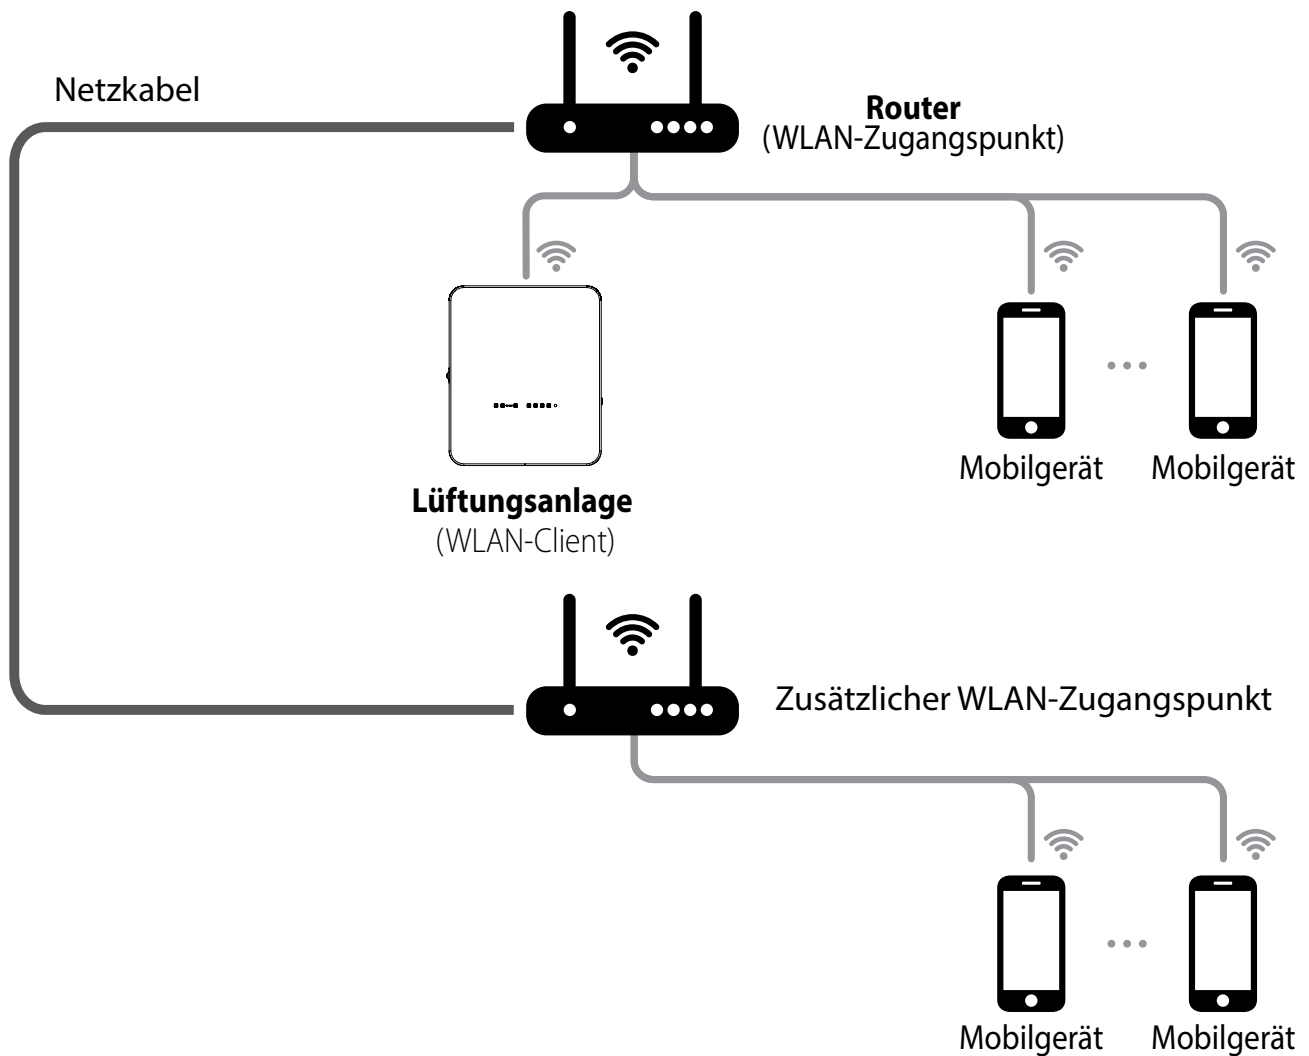 Netzkabel
Router
(WLAN-Zugangspunkt)
Mobilgerät
Mobilgerät
Lüftungsanlage
(WLAN-Client)
Zusätzlicher WLAN-Zugangspunkt
Mobilgerät
Mobilgerät